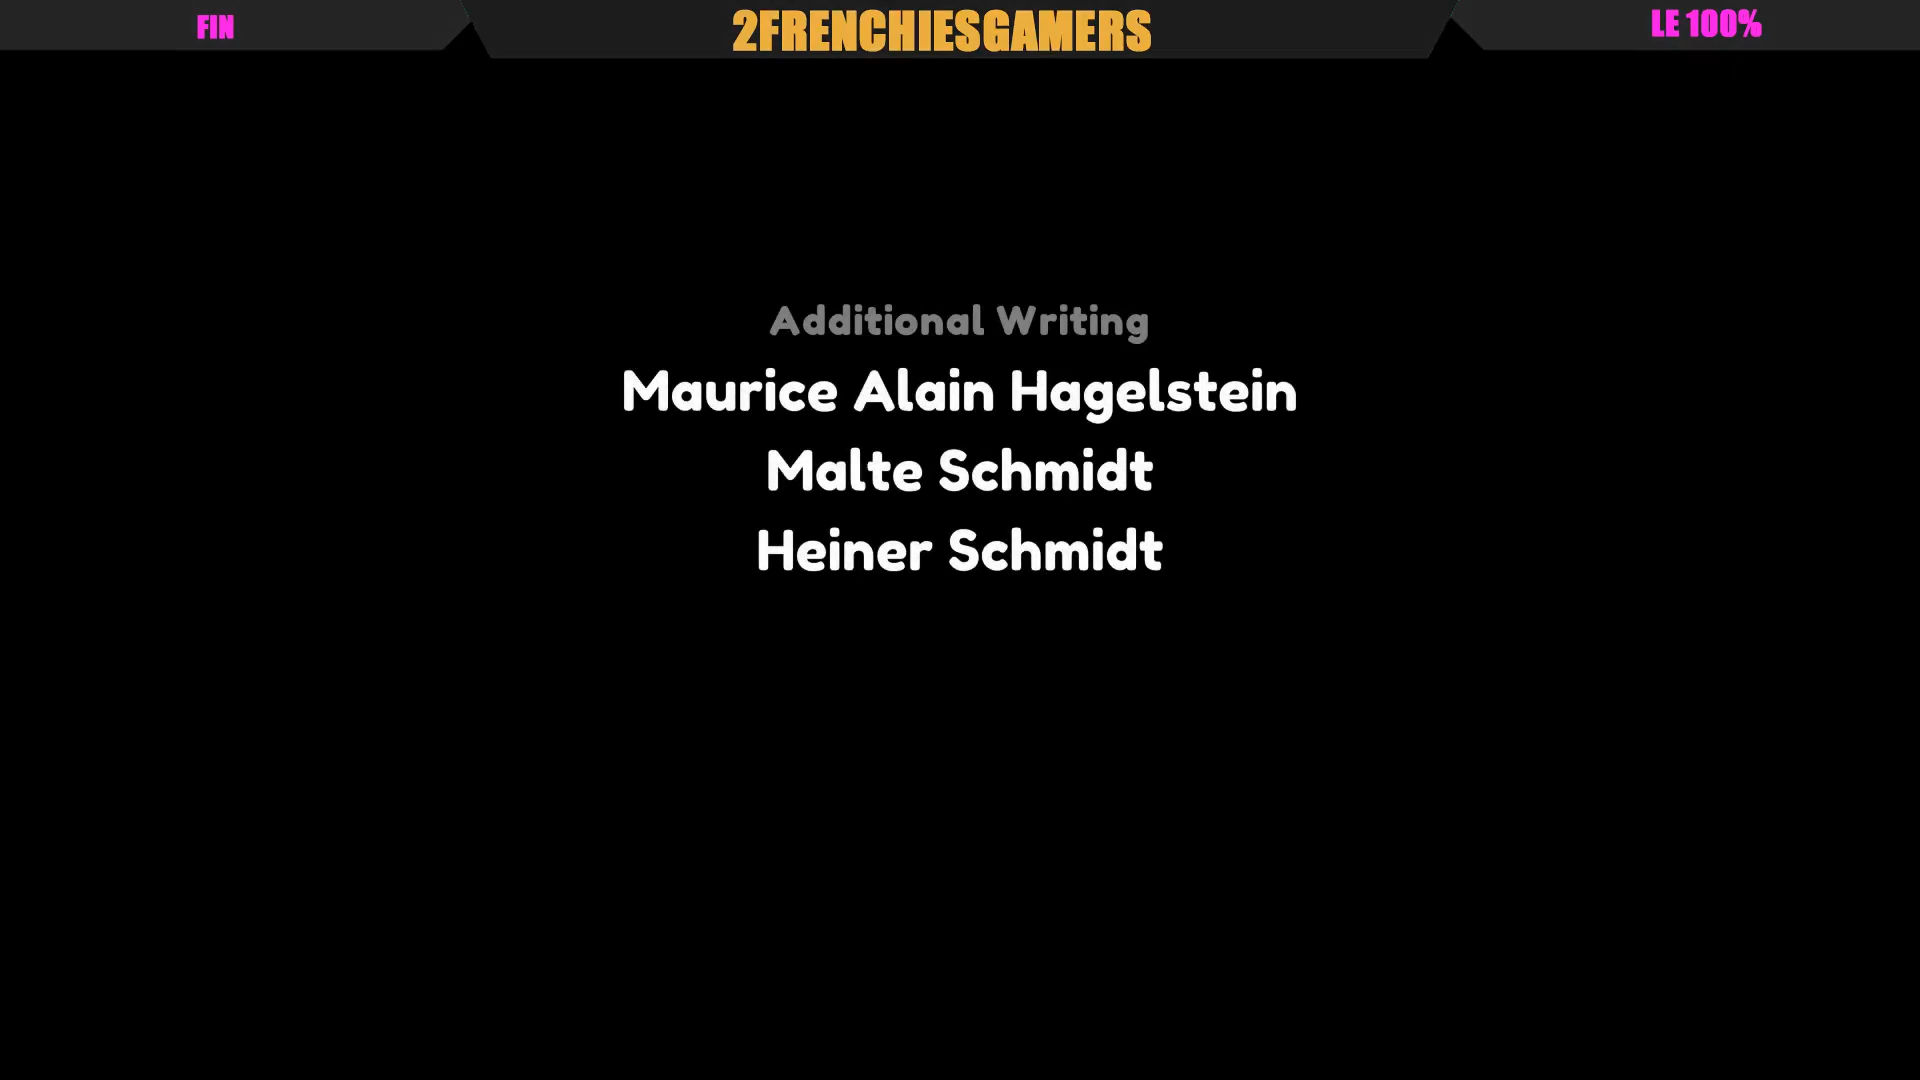 FIN
2FRENCHIESGAMERS
LE 100%
Additional Writing
Maurice Alain Hagelstein
Malte Schmidt
Heiner Schmidt